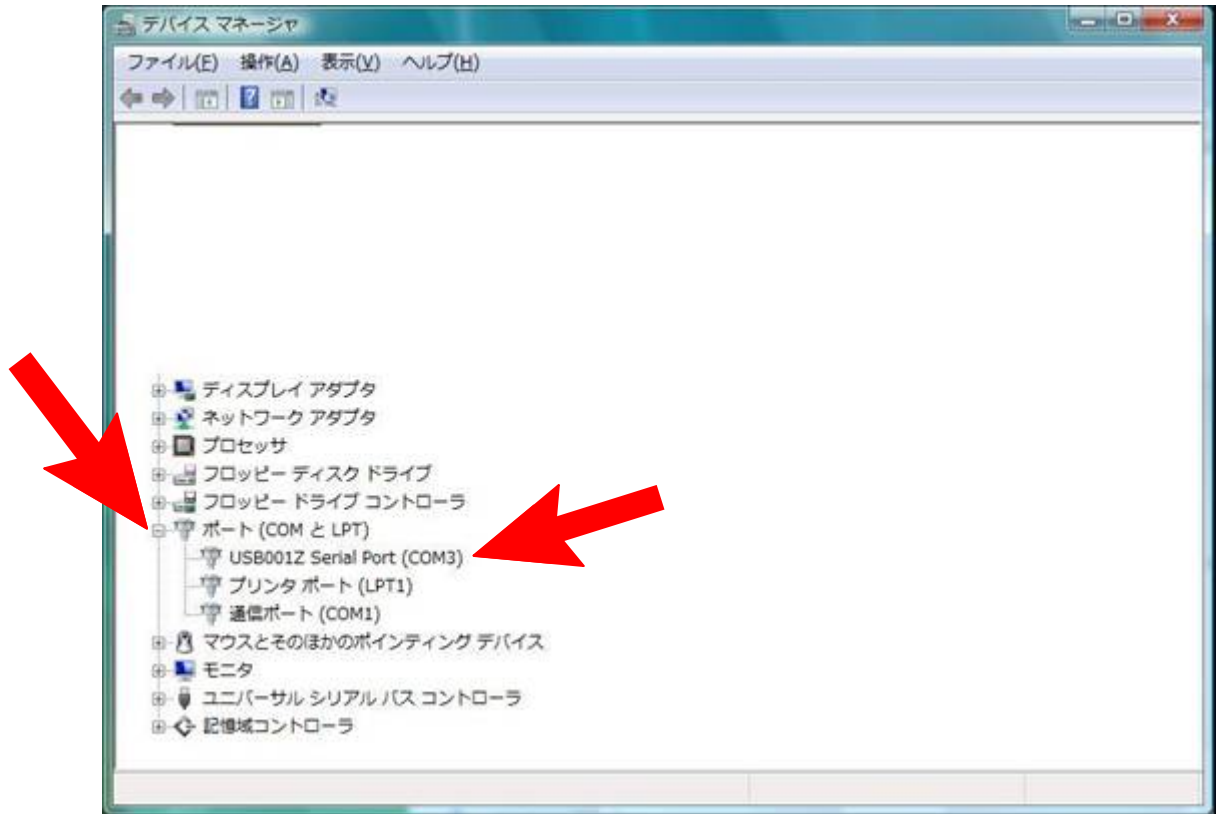 デバイス マネージャ
ファイル(F) 操作(A) 表示(V) ヘルプ(H)
ディスプレイ アダプタ
ネットワーク アダプタ
プロセッサ
フロッピー ディスク ドライブ
フロッピー ドライブ コントローラ
ポート (COM と LPT)
USB001Z Serial Port (COM3)
プリンタ ポート (LPT1)
通信ポート (COM1)
マウスとそのほかのポインティング デバイス
モニタ
ユニバーサル シリアル バス コントローラ
記憶域コントローラ